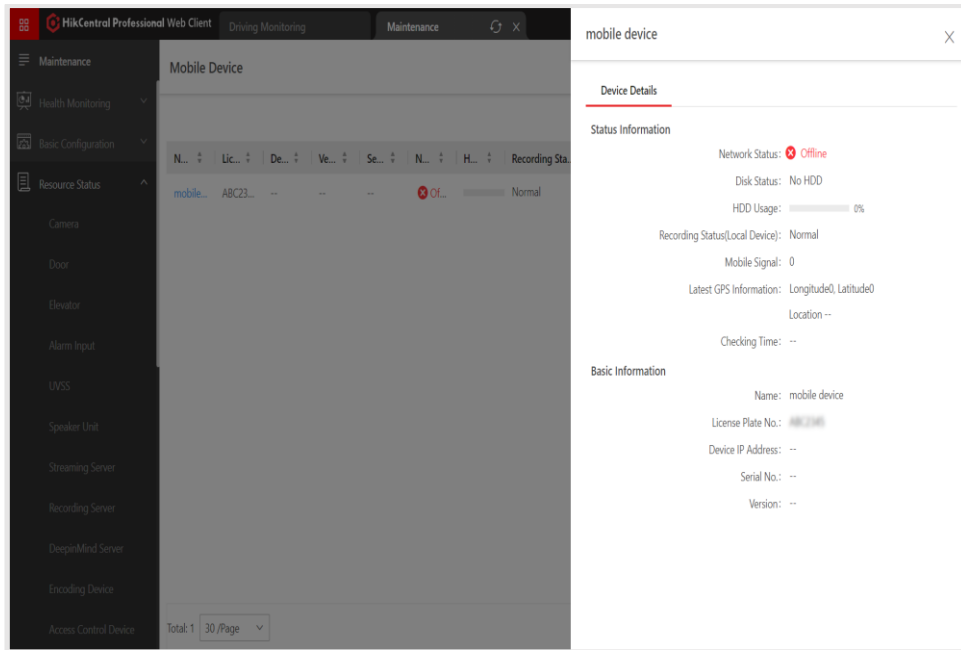 HikCentral Professional Web Client
Driving Monitoring
Maintenance
Maintenance
Health Monitoring
Basic Configuration
Resource Status
Camera
Door
Elevator
Alarm Input
UVSS
Speaker Unit
Streaming Server
Recording Server
DeepinMind Server
Encoding Device
Access Control Device
Mobile Device
N... Lic... De... Ve... Se... N... H... Recording Sta...
mobile... ABC23... -- -- -- Of... Normal
Total: 1 30 /Page
mobile device
Device Details
Status Information
Network Status: Offline
Disk Status: No HDD
HDD Usage: 0%
Recording Status(Local Device): Normal
Mobile Signal: 0
Latest GPS Information: Longitude0, Latitude0
Location --
Checking Time: --
Basic Information
Name: mobile device
License Plate No.:
Device IP Address: --
Serial No.: --
Version: --